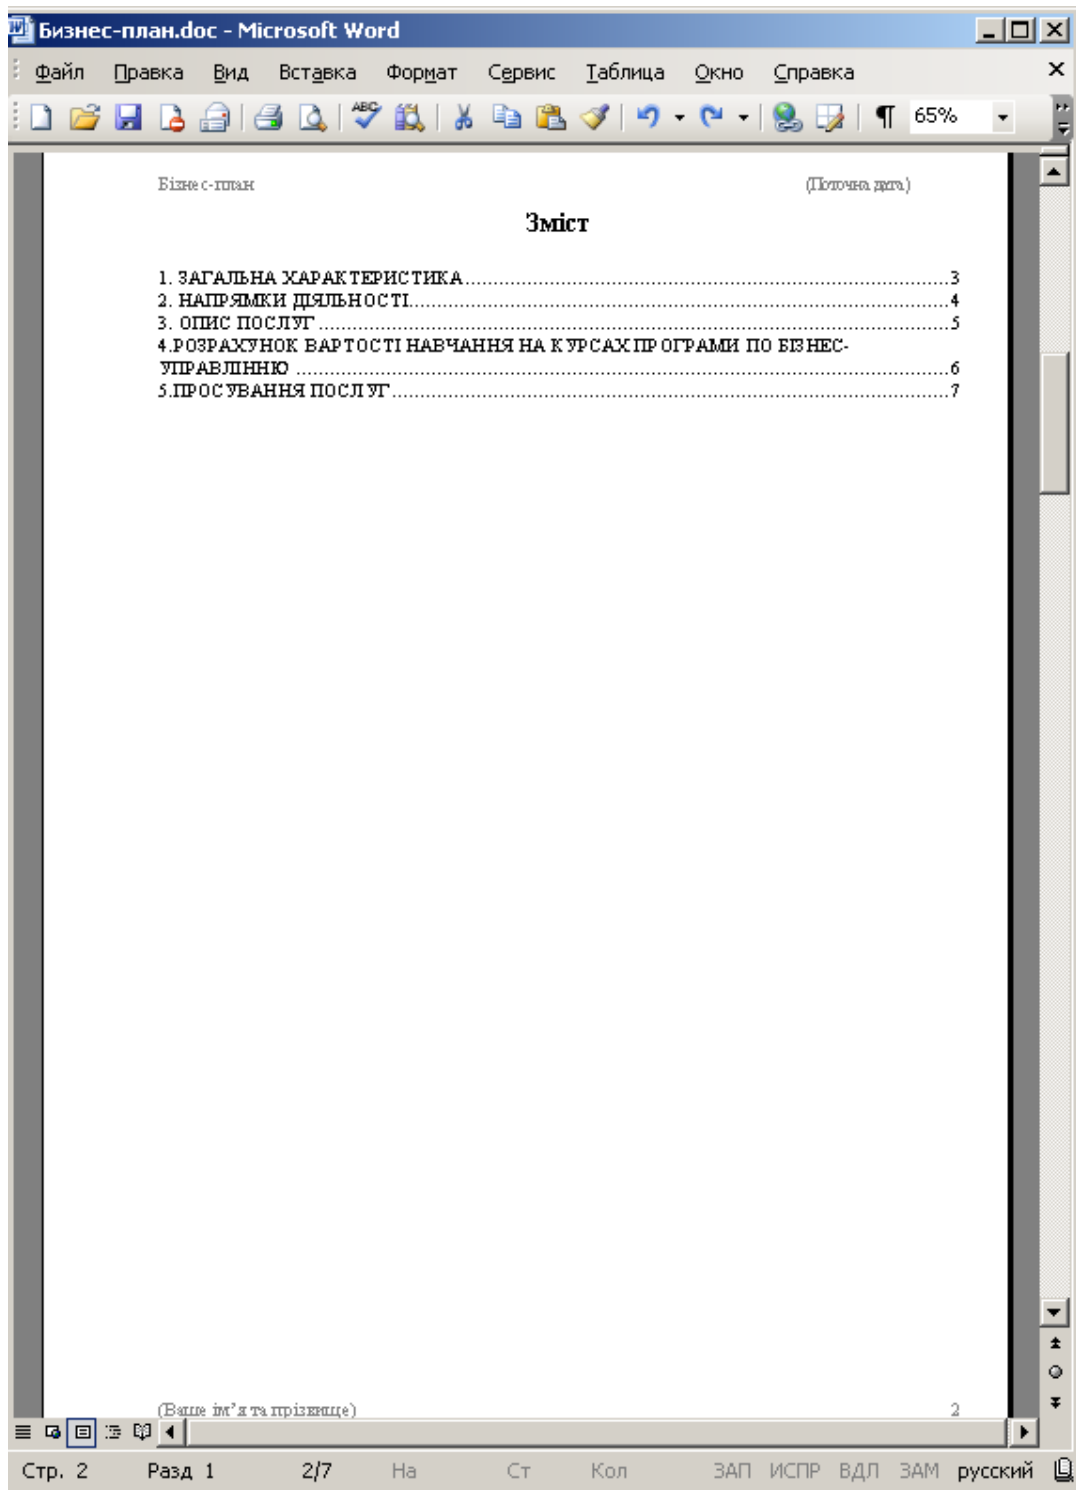 Бизнес-план.doc - Microsoft Word
Файл Правка Вид Вставка Формат Сервис Таблица Окно Справка
ABC 65%
Бізнес-план (Поточна дата)
Зміст
1. ЗАГАЛЬНА ХАРАКТЕРИСТИКА.....3
2. НАПРЯМКИ ДІЯЛЬНОСТІ.....4
3. ОПИС ПОСЛУГ.....5
4.РОЗРАХУНОК ВАРТОСТІ НАВЧАННЯ НА КУРСАХ ПРОГРАМИ ПО БІЗНЕС-
УПРАВЛІННЮ.....6
5.ПРОСУВАННЯ ПОСЛУГ.....7
(Ваше ім’я та прізвище) 2
Стр. 2 Разд 1 2/7 На Ст Кол ЗАП ИСПР ВДЛ ЗАМ русский